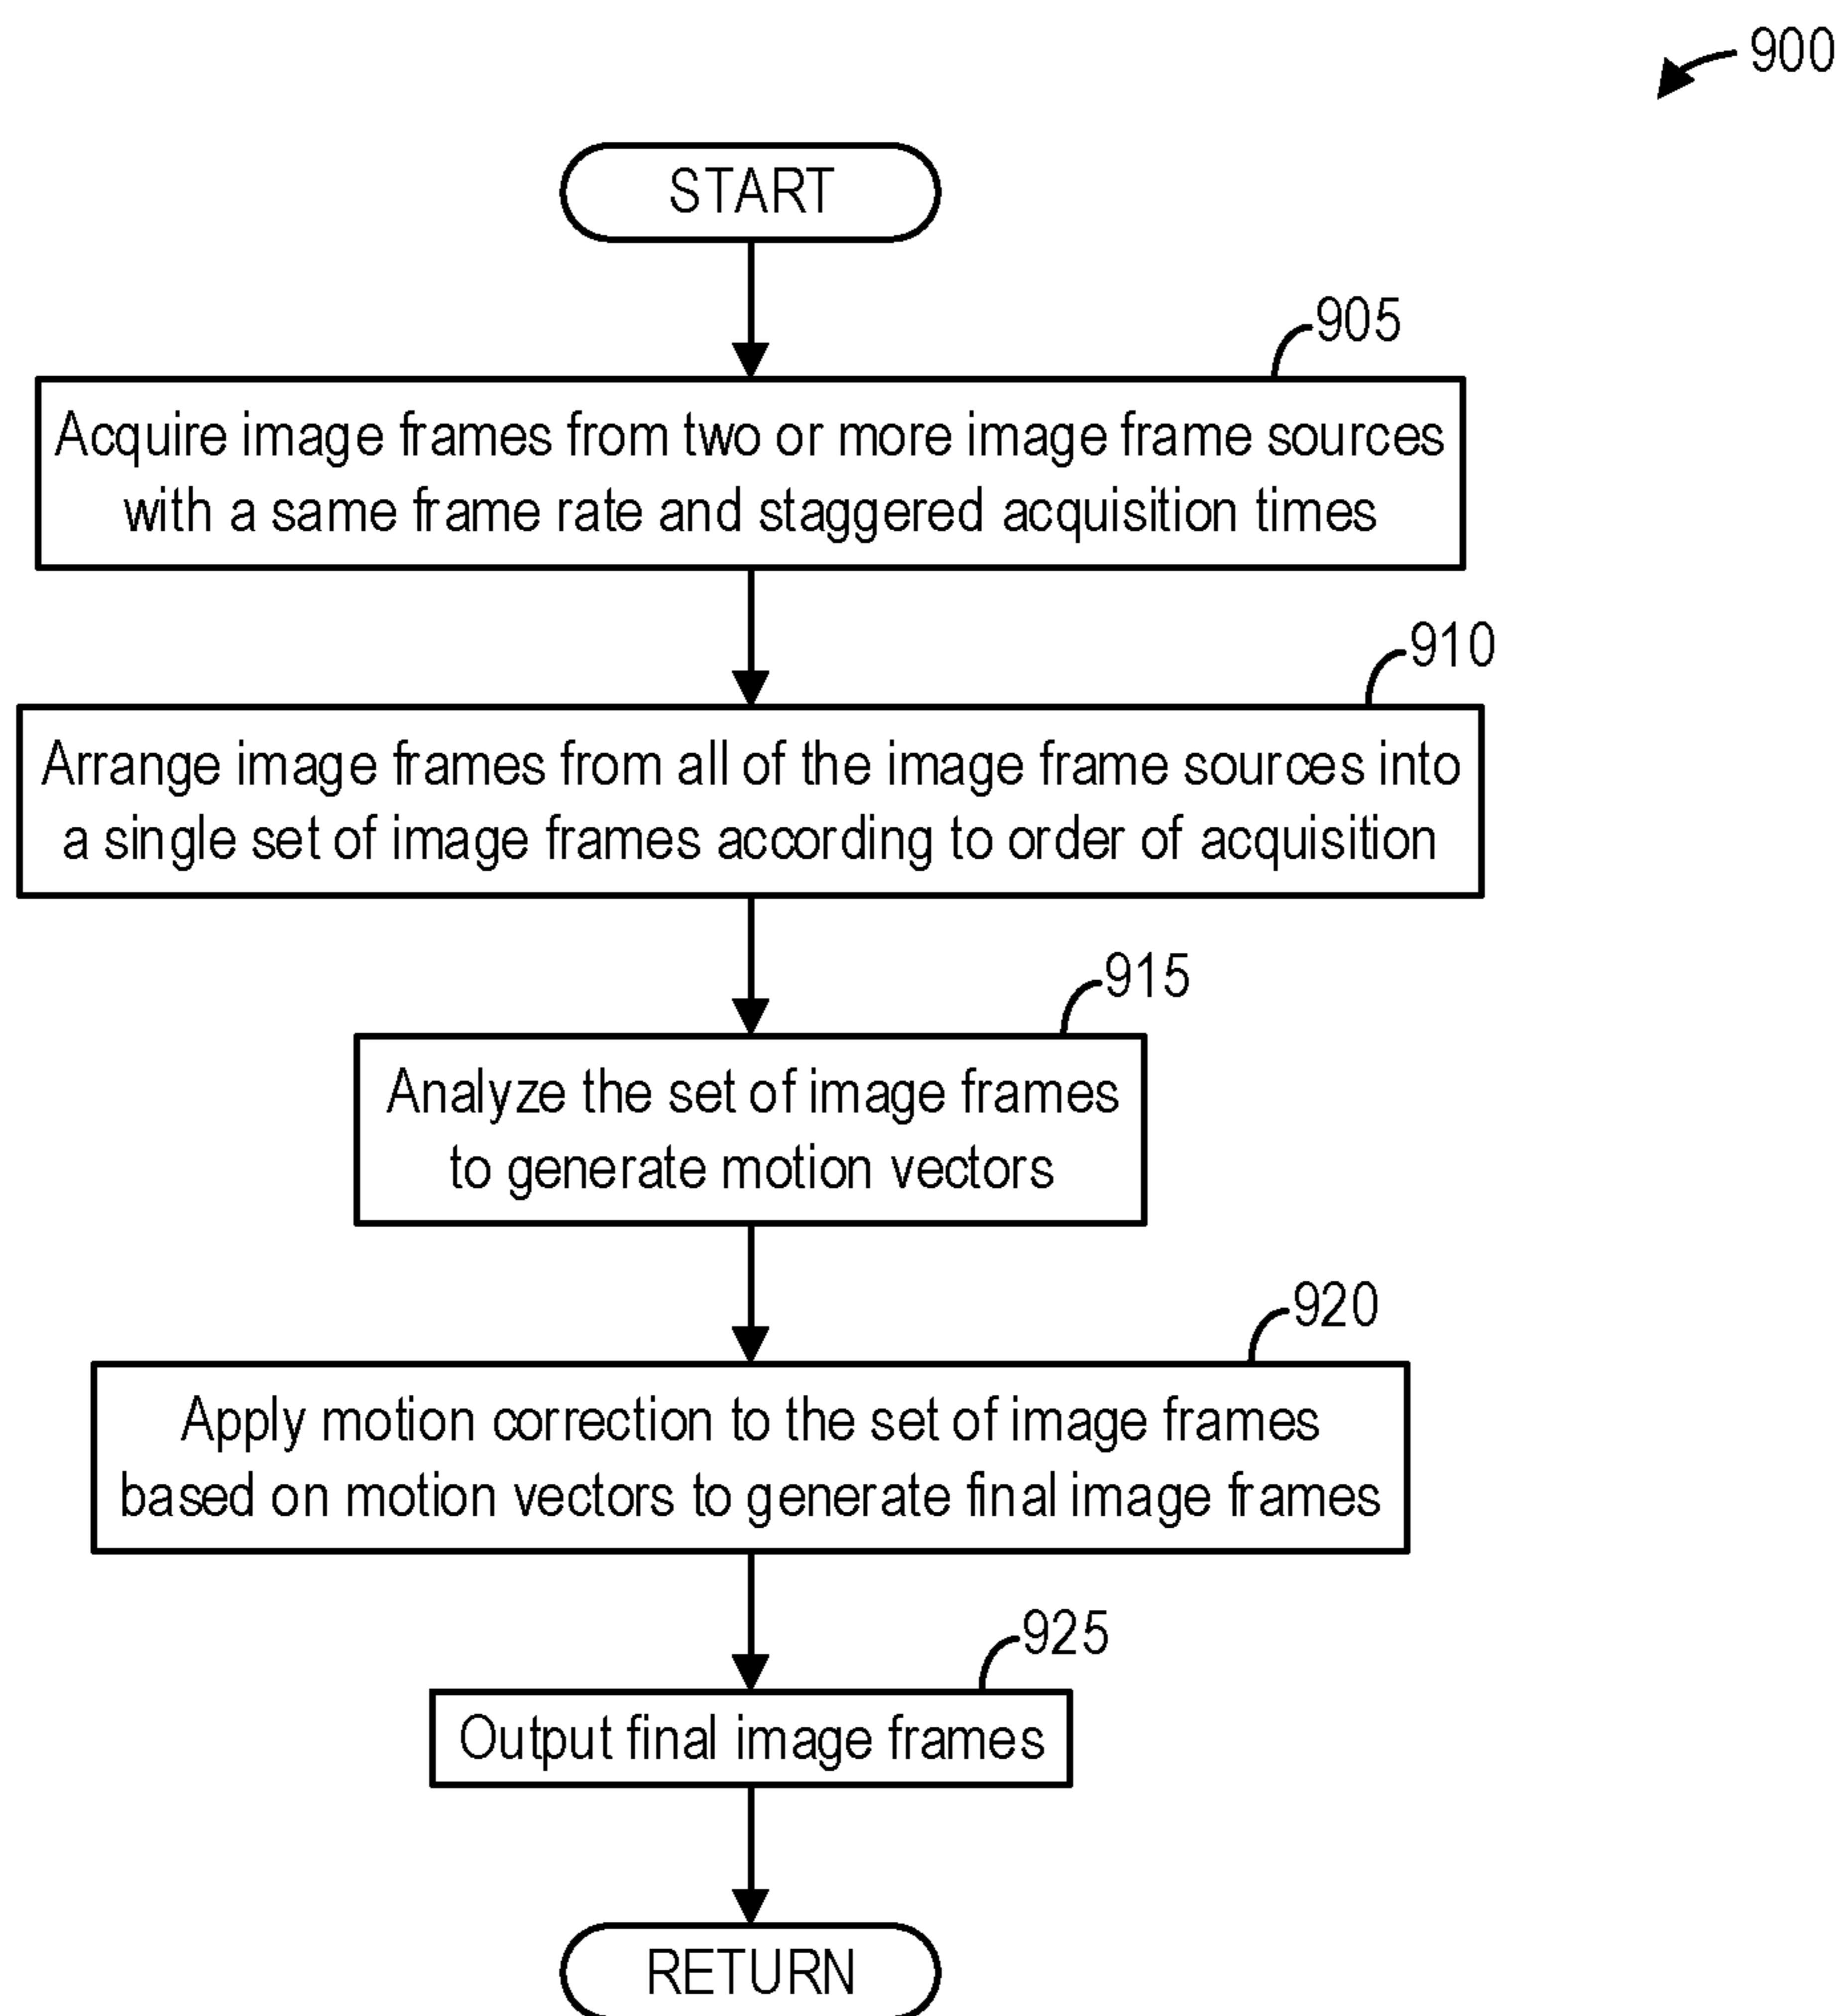 900
START
905
Acquire image frames from two or more image frame sources
with a same frame rate and staggered acquisition times
910
Arrange image frames from all of the image frame sources into
a single set of image frames according to order of acquisition
915
Analyze the set of image frames
to generate motion vectors
920
Apply motion correction to the set of image frames
based on motion vectors to generate final image frames
925
Output final image frames
RETURN